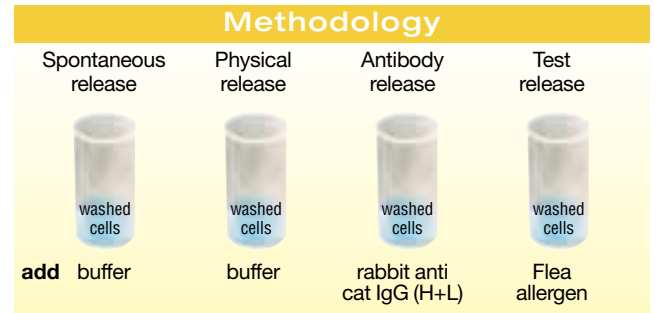 Methodology
Spontaneous
release
Physical
release
Antibody
release
Test
release
washed
cells
washed
cells
washed
cells
washed
cells
add buffer
buffer
rabbit anti
cat IgG (H+L)
Flea
allergen